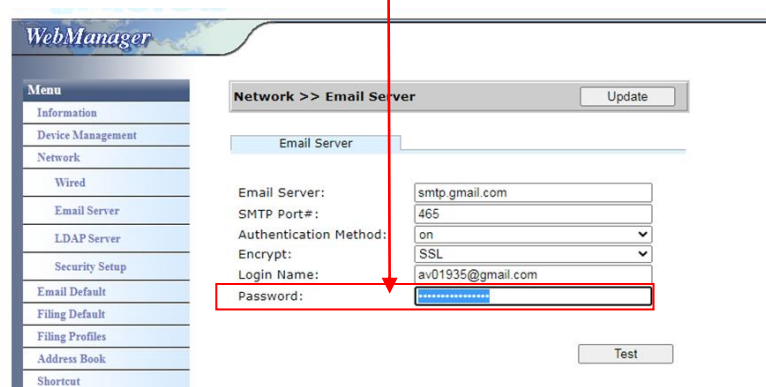 WebManager
Menu
Information
Device Management
Network
Wired
Email Server
LDAP Server
Security Setup
Email Default
Filing Default
Filing Profiles
Address Book
Shortcut
Network >> Email Server
Update
Email Server
Email Server: smtp.gmail.com
SMTP Port#: 465
Authentication Method: on
Encrypt: SSL
Login Name: av01935@gmail.com
Password: ••••••••••••••••
Test